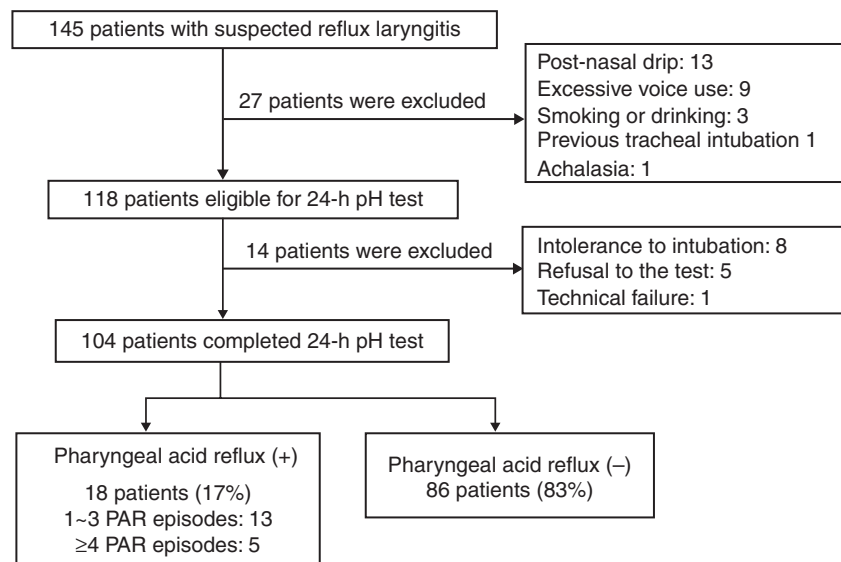 145 patients with suspected reflux laryngitis
27 patients were excluded
Post-nasal drip: 13
Excessive voice use: 9
Smoking or drinking: 3
Previous tracheal intubation 1
Achalasia: 1
118 patients eligible for 24-h pH test
14 patients were excluded
Intolerance to intubation: 8
Refusal to the test: 5
Technical failure: 1
104 patients completed 24-h pH test
Pharyngeal acid reflux (+)
18 patients (17%)
1~3 PAR episodes: 13
≥4 PAR episodes: 5
Pharyngeal acid reflux (–)
86 patients (83%)